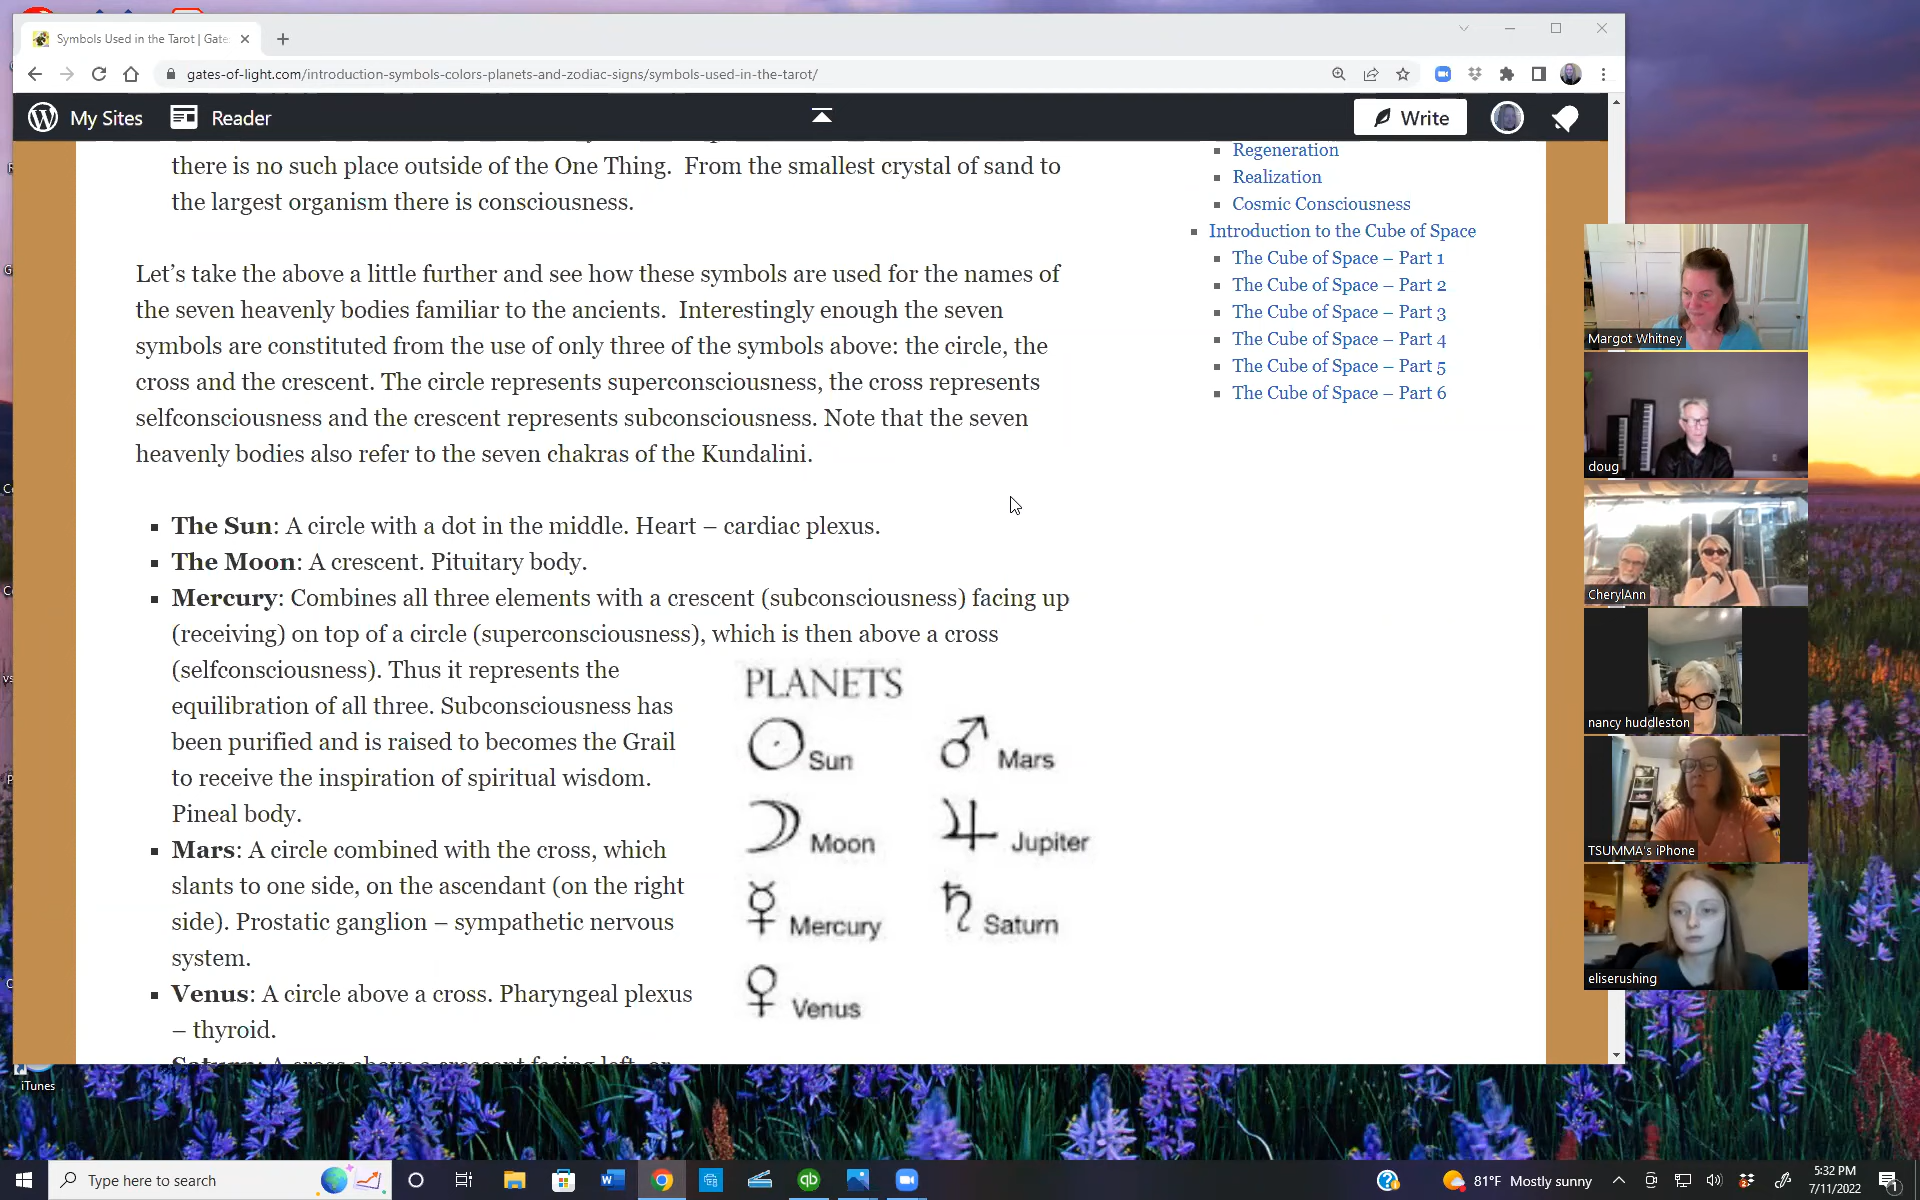 Symbols Used in the Tarot | Gate
gates-of-light.com/introduction-symbols-colors-planets-and-zodiac-signs/symbols-used-in-the-tarot/
My Sites
Reader
Write
there is no such place outside of the One Thing.  From the smallest crystal of sand to
the largest organism there is consciousness.
Let’s take the above a little further and see how these symbols are used for the names of
the seven heavenly bodies familiar to the ancients.  Interestingly enough the seven
symbols are constituted from the use of only three of the symbols above: the circle, the
cross and the crescent. The circle represents superconsciousness, the cross represents
selfconsciousness and the crescent represents subconsciousness. Note that the seven
heavenly bodies also refer to the seven chakras of the Kundalini.
The Sun: A circle with a dot in the middle. Heart – cardiac plexus.
The Moon: A crescent. Pituitary body.
Mercury: Combines all three elements with a crescent (subconsciousness) facing up
(receiving) on top of a circle (superconsciousness), which is then above a cross
(selfconsciousness). Thus it represents the
equilibration of all three. Subconsciousness has
been purified and is raised to becomes the Grail
to receive the inspiration of spiritual wisdom.
Pineal body.
Mars: A circle combined with the cross, which
slants to one side, on the ascendant (on the right
side). Prostatic ganglion – sympathetic nervous
system.
Venus: A circle above a cross. Pharyngeal plexus
– thyroid.
Saturn: A cross above a crescent facing left, or
PLANETS
Sun
Mars
Moon
Jupiter
Mercury
Saturn
Venus
Regeneration
Realization
Cosmic Consciousness
Introduction to the Cube of Space
The Cube of Space – Part 1
The Cube of Space – Part 2
The Cube of Space – Part 3
The Cube of Space – Part 4
The Cube of Space – Part 5
The Cube of Space – Part 6
Margot Whitney
doug
CherylAnn
nancy huddleston
TSUMMA's iPhone
eliserushing
iTunes
Type here to search
81°F Mostly sunny
5:32 PM
7/11/2022